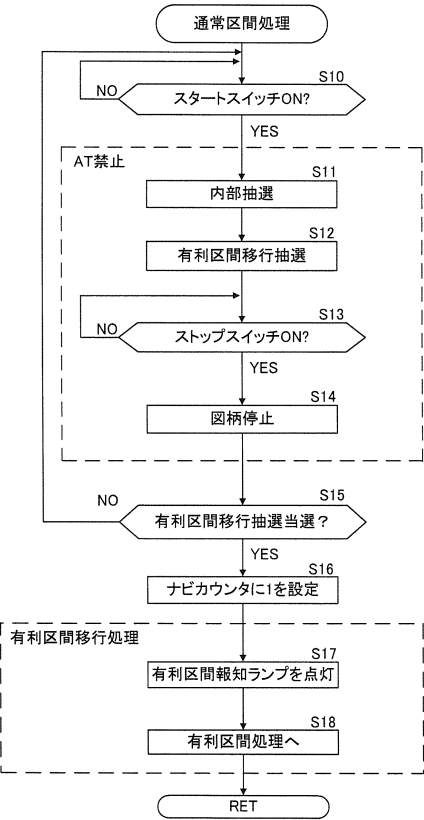 通常区間処理
S10
スタートスイッチON?
NO
YES
AT禁止
S11
内部抽選
S12
有利区間移行抽選
S13
ストップスイッチON?
NO
YES
S14
図柄停止
S15
有利区間移行抽選当選?
NO
YES
S16
ナビカウンタに1を設定
有利区間移行処理
S17
有利区間報知ランプを点灯
S18
有利区間処理へ
RET